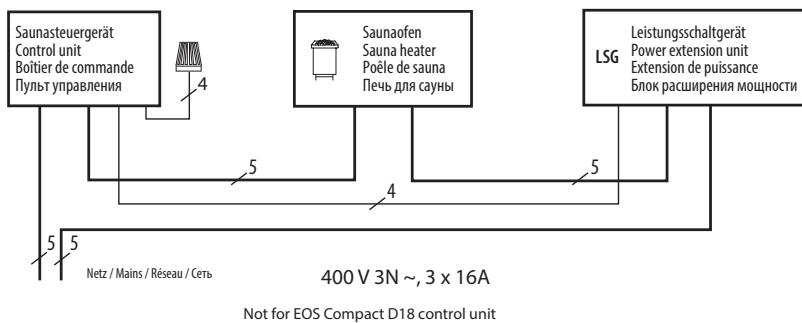 Saunasteuergerät
Control unit
Boîtier de commande
Пульт управления
4
Saunaofen
Sauna heater
Poêle de sauna
Печь для сауны
LSG
Leistungsschaltgerät
Power extension unit
Extension de puissance
Блок расширения мощности
5
5
4
5
5
Netz / Mains / Réseau / Сеть
400 V 3N ~, 3 x 16A
Not for EOS Compact D18 control unit